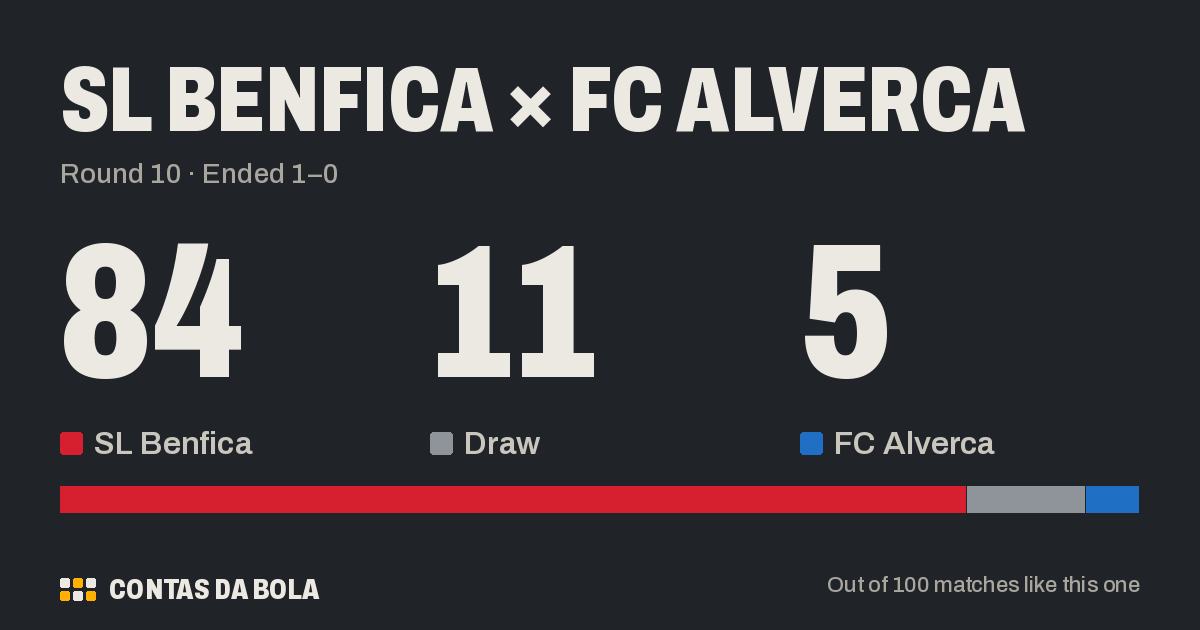 SL BENFICA × FC ALVERCA
Round 10 · Ended 1–0
84 11 5
SL Benfica Draw FC Alverca
CONTAS DA BOLA Out of 100 matches like this one